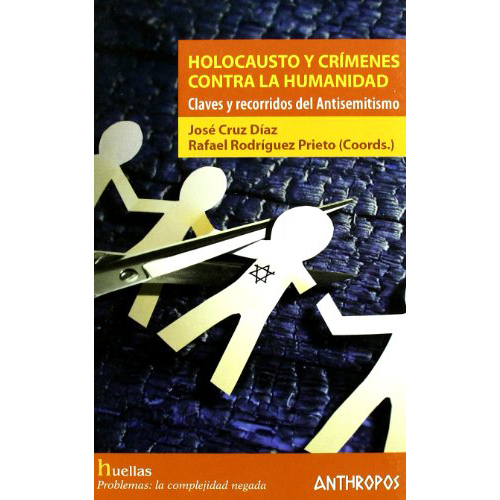 HOLOCAUSTO Y CRÍMENES
CONTRA LA HUMANIDAD
Claves y recorridos del Antisemitismo
José Cruz Díaz
Rafael Rodríguez Prieto (Coords.)
huellas
Problemas: la complejidad negada
ANTHROPOS